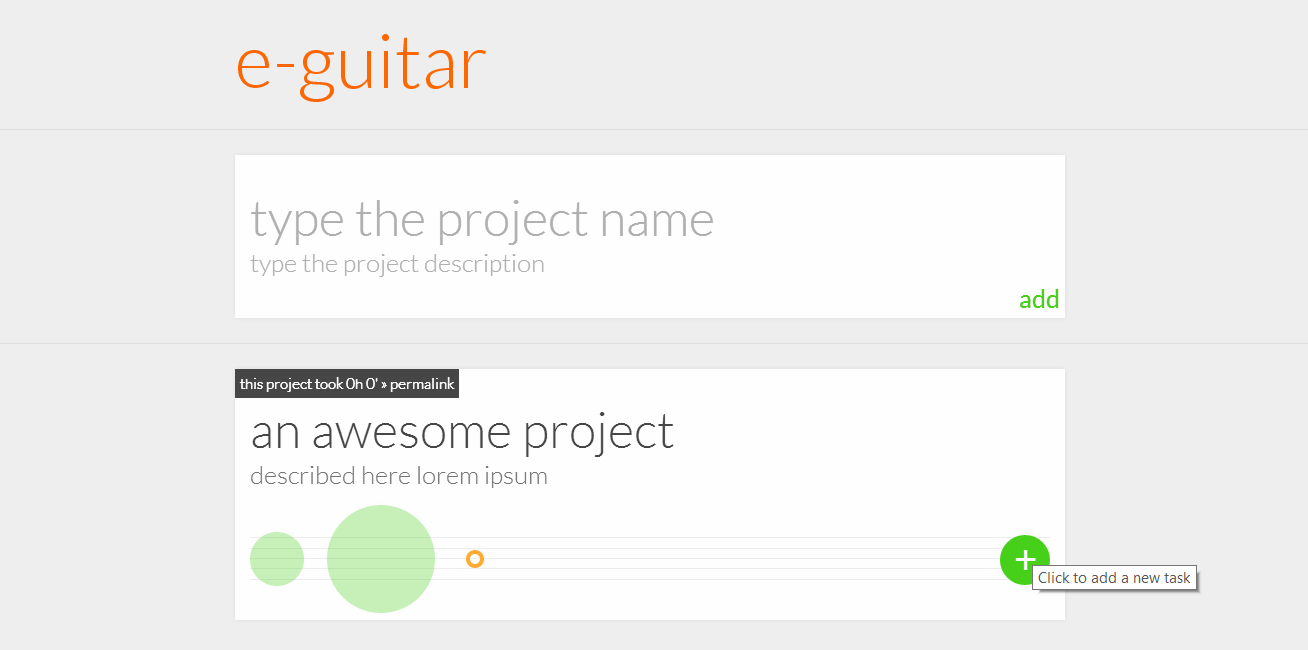 e-guitar
type the project name
type the project description
add
this project took 0h 0' » permalink
an awesome project
described here lorem ipsum
+
Click to add a new task